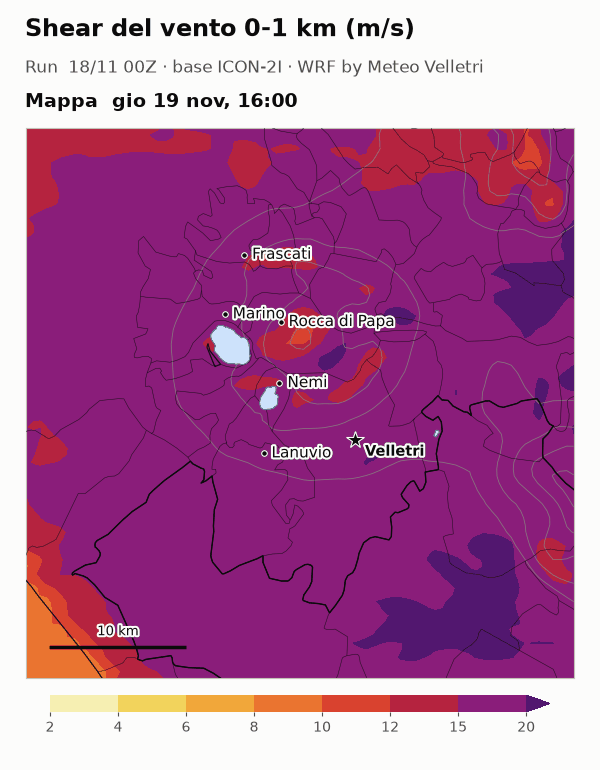 Shear del vento 0-1 km (m/s)
Run  18/11 00Z · base ICON-2I · WRF by Meteo Velletri
Mappa  gio 19 nov, 16:00
Frascati
Marino
Rocca di Papa
Nemi
Velletri
Lanuvio
10 km
2 4 6 8 10 12 15 20